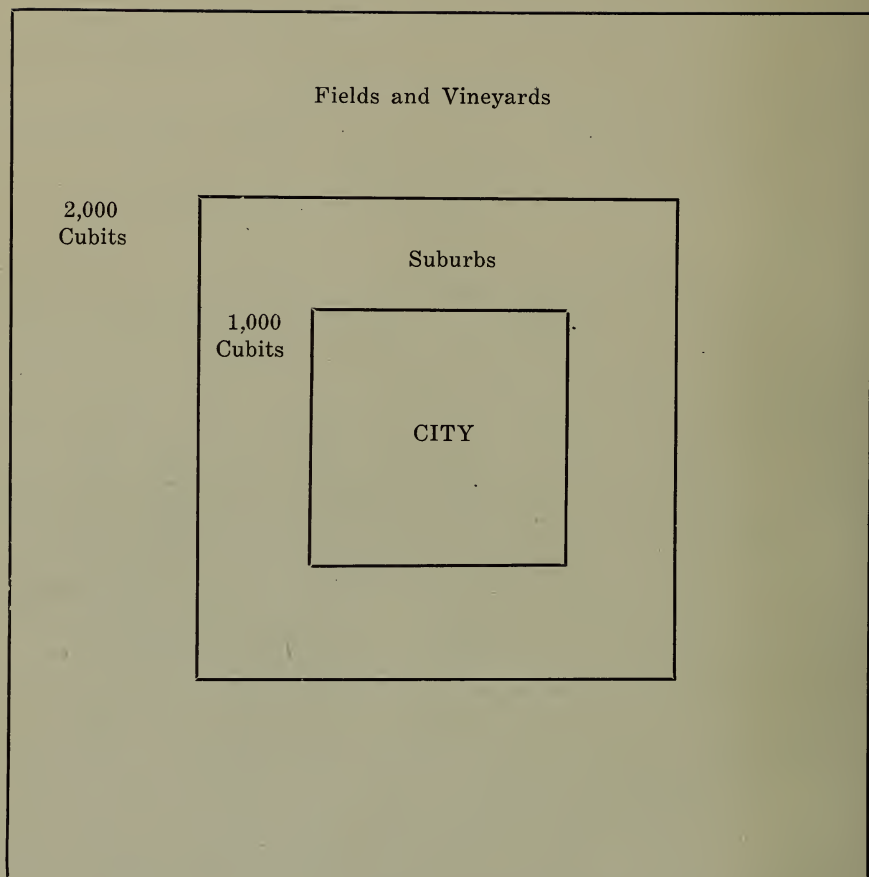 Fields and Vineyards
2,000
Cubits
Suburbs
1,000
Cubits
CITY